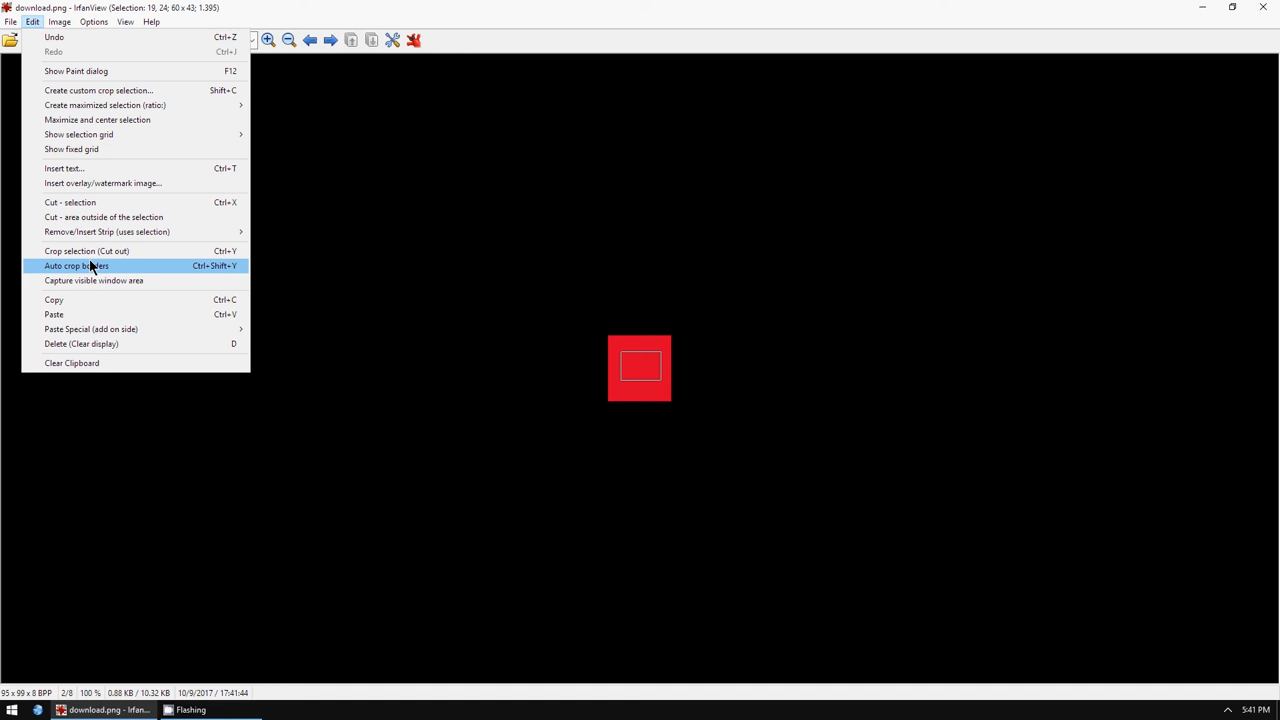 download.png - IrfanView (Selection: 19, 24; 60 x 43; 1.395)
File Edit Image Options View Help
Undo Ctrl+Z
Redo Ctrl+J
Show Paint dialog F12
Create custom crop selection... Shift+C
Create maximized selection (ratio:)
Maximize and center selection
Show selection grid
Show fixed grid
Insert text... Ctrl+T
Insert overlay/watermark image...
Cut - selection Ctrl+X
Cut - area outside of the selection
Remove/Insert Strip (uses selection)
Crop selection (Cut out) Ctrl+Y
Auto crop borders Ctrl+Shift+Y
Capture visible window area
Copy Ctrl+C
Paste Ctrl+V
Paste Special (add on side)
Delete (Clear display) D
Clear Clipboard
95 x 99 x 8 BPP 2/8 100 % 0.88 KB / 10.32 KB 10/9/2017 / 17:41:44
download.png - Irfan... Flashing 5:41 PM